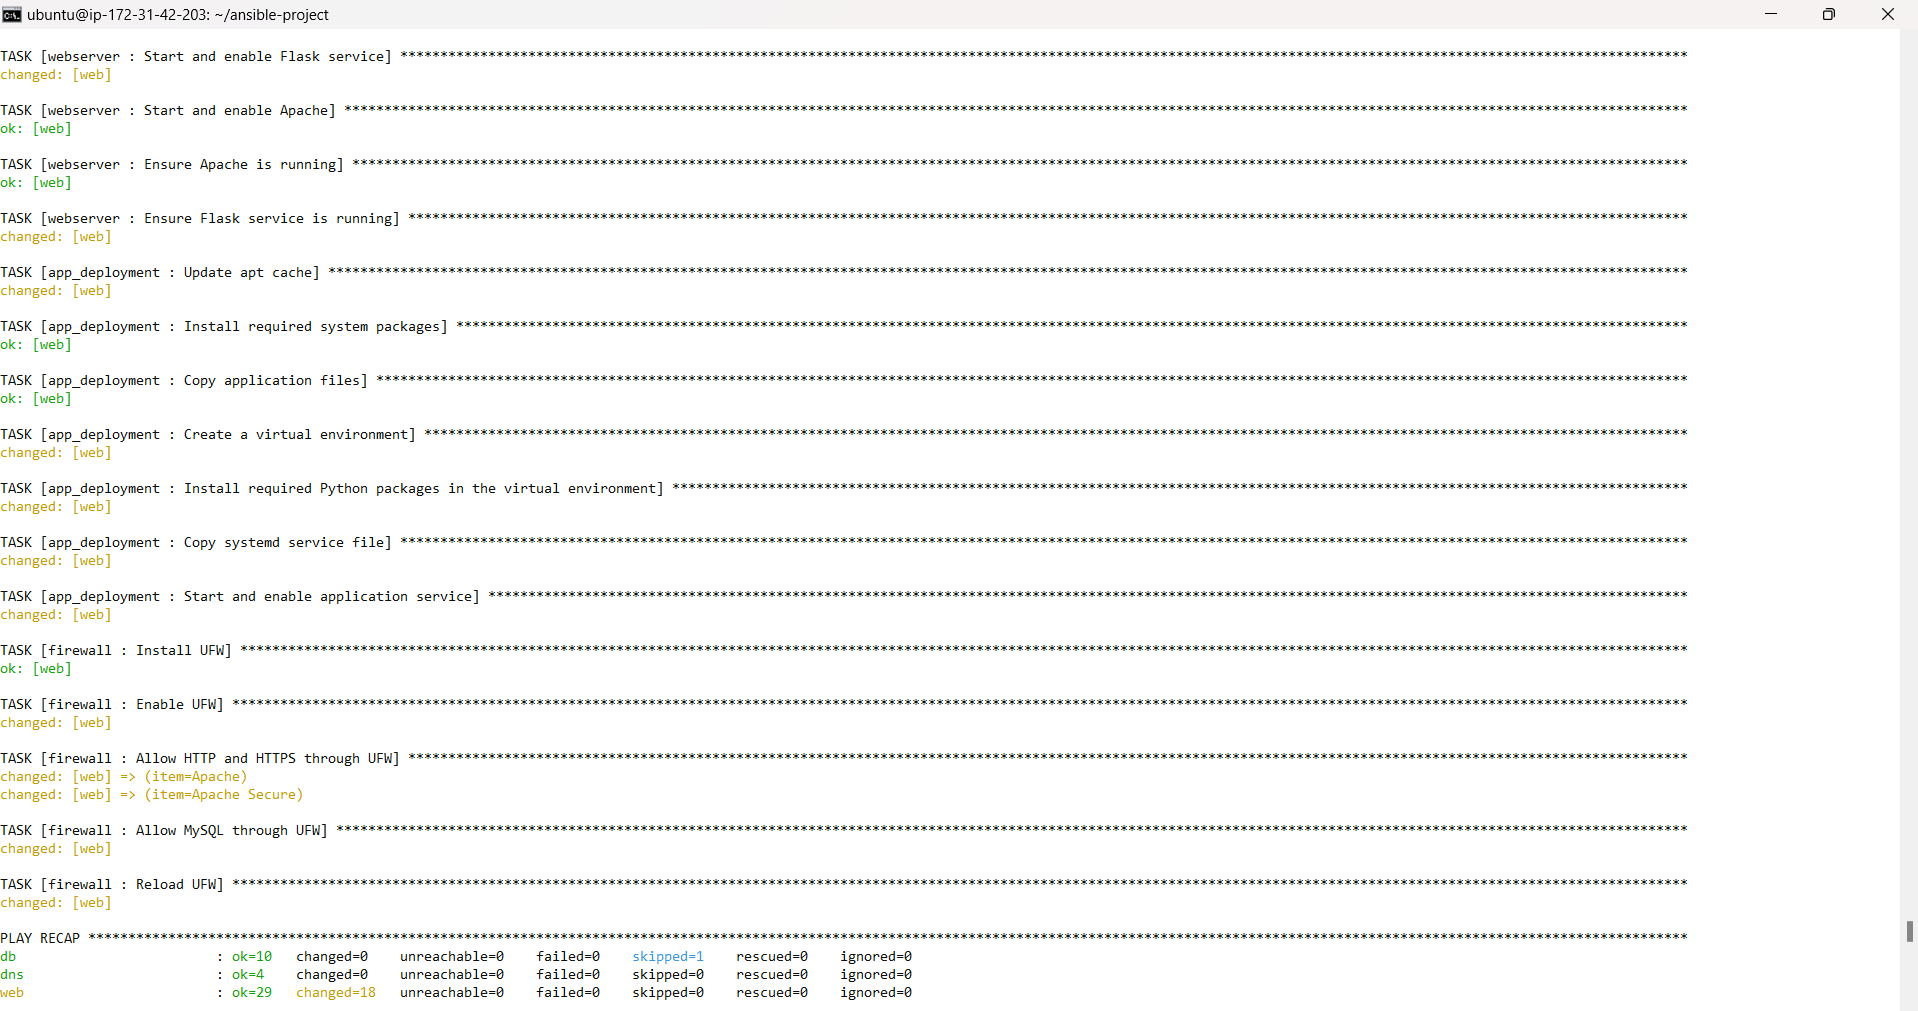 ubuntu@ip-172-31-42-203: ~/ansible-project
TASK [webserver : Start and enable Flask service] *****************************************************************************************************************************************************************
changed: [web]
TASK [webserver : Start and enable Apache] ************************************************************************************************************************************************************************
ok: [web]
TASK [webserver : Ensure Apache is running] ***********************************************************************************************************************************************************************
ok: [web]
TASK [webserver : Ensure Flask service is running] ****************************************************************************************************************************************************************
changed: [web]
TASK [app_deployment : Update apt cache] **************************************************************************************************************************************************************************
changed: [web]
TASK [app_deployment : Install required system packages] **********************************************************************************************************************************************************
ok: [web]
TASK [app_deployment : Copy application files] ********************************************************************************************************************************************************************
ok: [web]
TASK [app_deployment : Create a virtual environment] **************************************************************************************************************************************************************
changed: [web]
TASK [app_deployment : Install required Python packages in the virtual environment] *******************************************************************************************************************************
changed: [web]
TASK [app_deployment : Copy systemd service file] *****************************************************************************************************************************************************************
changed: [web]
TASK [app_deployment : Start and enable application service] ******************************************************************************************************************************************************
changed: [web]
TASK [firewall : Install UFW] *************************************************************************************************************************************************************************************
ok: [web]
TASK [firewall : Enable UFW] **************************************************************************************************************************************************************************************
changed: [web]
TASK [firewall : Allow HTTP and HTTPS through UFW] ****************************************************************************************************************************************************************
changed: [web] => (item=Apache)
changed: [web] => (item=Apache Secure)
TASK [firewall : Allow MySQL through UFW] *************************************************************************************************************************************************************************
changed: [web]
TASK [firewall : Reload UFW] **************************************************************************************************************************************************************************************
changed: [web]
PLAY RECAP ********************************************************************************************************************************************************************************************************
db : ok=10 changed=0 unreachable=0 failed=0 skipped=1 rescued=0 ignored=0
dns : ok=4 changed=0 unreachable=0 failed=0 skipped=0 rescued=0 ignored=0
web : ok=29 changed=18 unreachable=0 failed=0 skipped=0 rescued=0 ignored=0